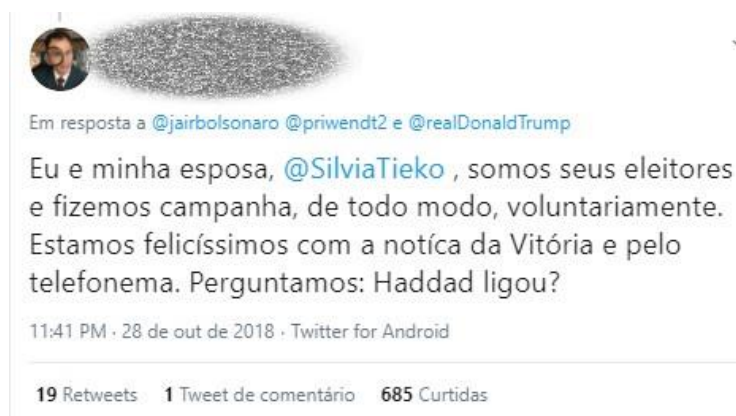 Em resposta a @jairbolsonaro @priwendt2 e @realDonaldTrump
Eu e minha esposa, @SilviaTieko , somos seus eleitores
e fizemos campanha, de todo modo, voluntariamente.
Estamos felicíssimos com a notíca da Vitória e pelo
telefonema. Perguntamos: Haddad ligou?
11:41 PM · 28 de out de 2018 · Twitter for Android
19 Retweets 1 Tweet de comentário 685 Curtidas